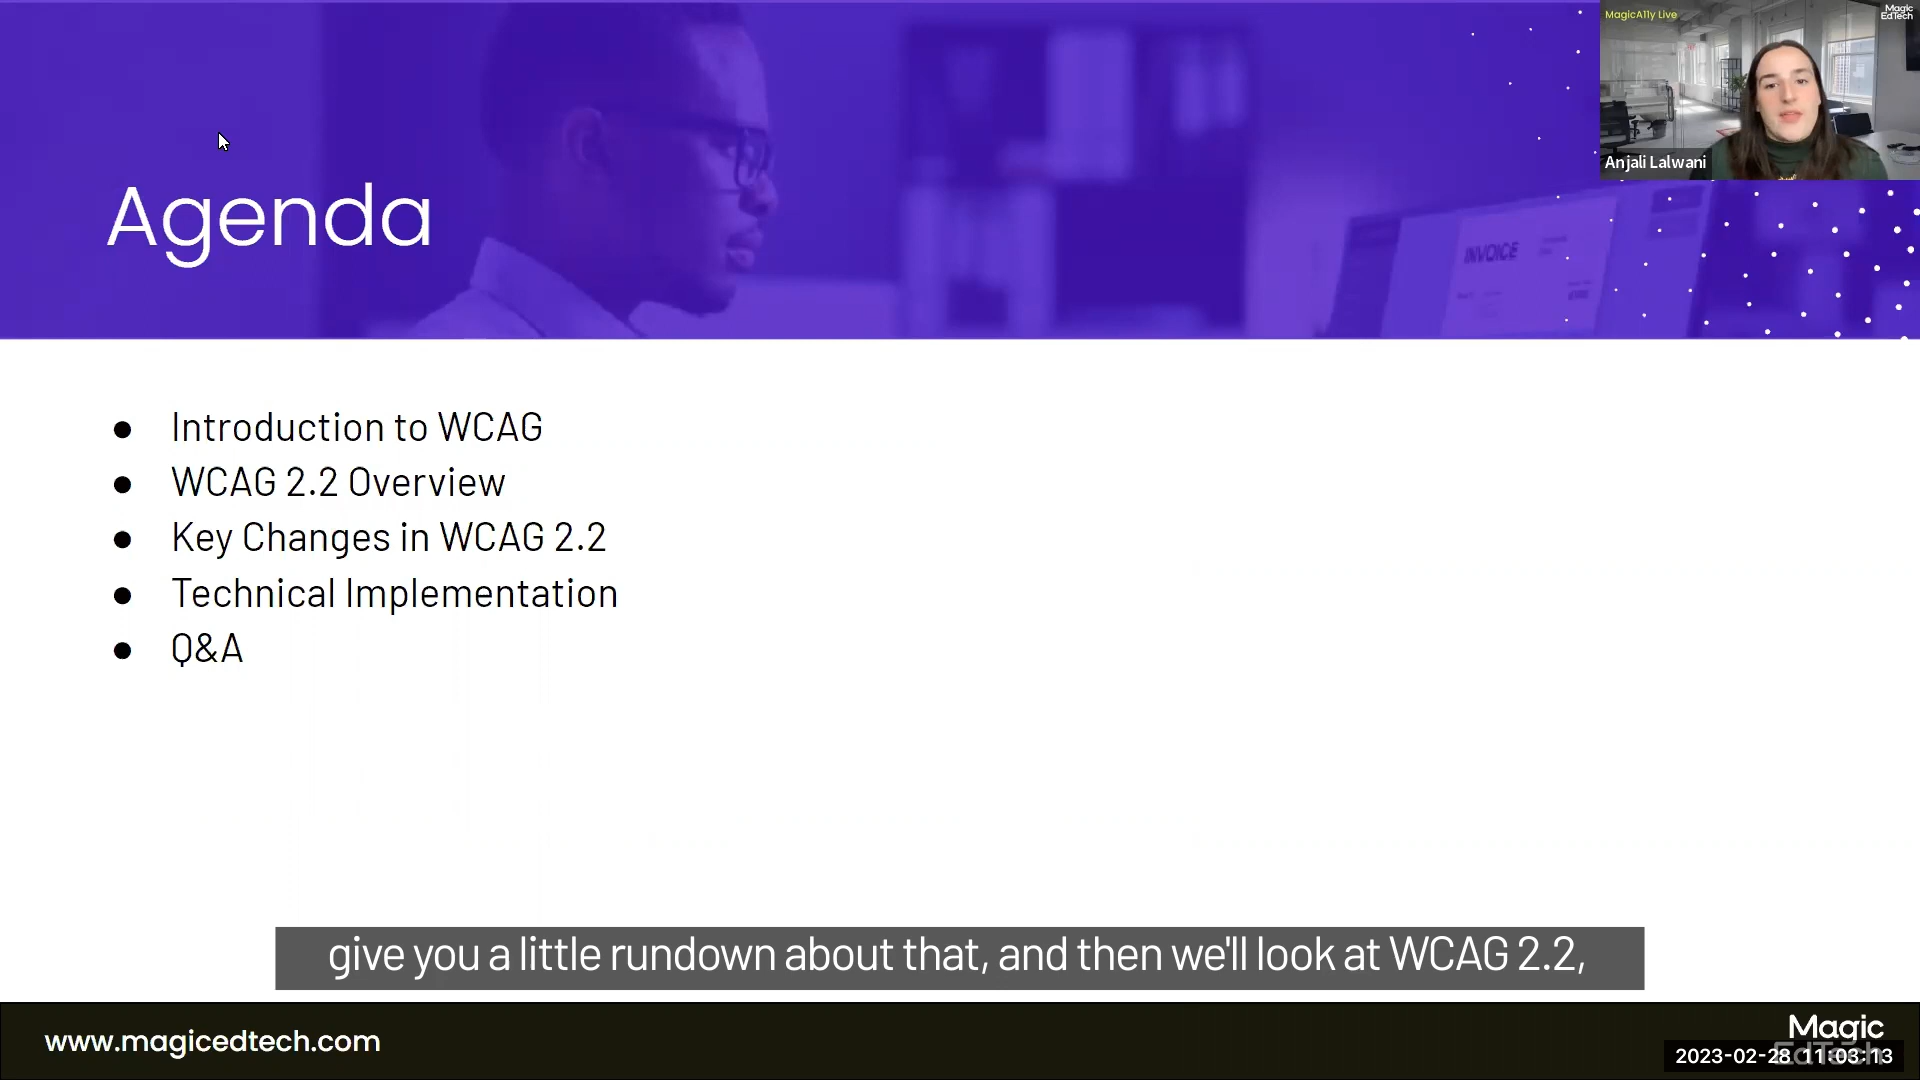 MagicA11y Live
Magic
EdTech
Anjali Lalwani
Agenda
INVOICE
● Introduction to WCAG
● WCAG 2.2 Overview
● Key Changes in WCAG 2.2
● Technical Implementation
● Q&A
give you a little rundown about that, and then we'll look at WCAG 2.2,
www.magicedtech.com
Magic
EdTech
2023-02-28 11:03:13